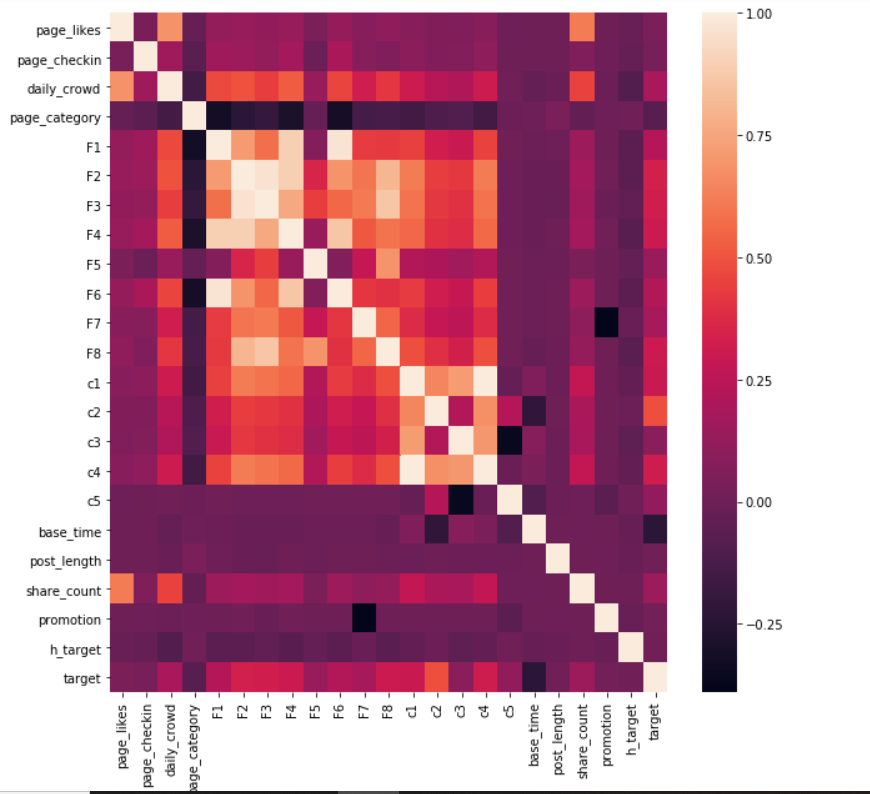 page_likes
page_checkin
daily_crowd
page_category
F1
F2
F3
F4
F5
F6
F7
F8
c1
c2
c3
c4
c5
base_time
post_length
share_count
promotion
h_target
target
page_likes
page_checkin
daily_crowd
page_category
F1
F2
F3
F4
F5
F6
F7
F8
c1
c2
c3
c4
c5
base_time
post_length
share_count
promotion
h_target
target
1.00
0.75
0.50
0.25
0.00
−0.25